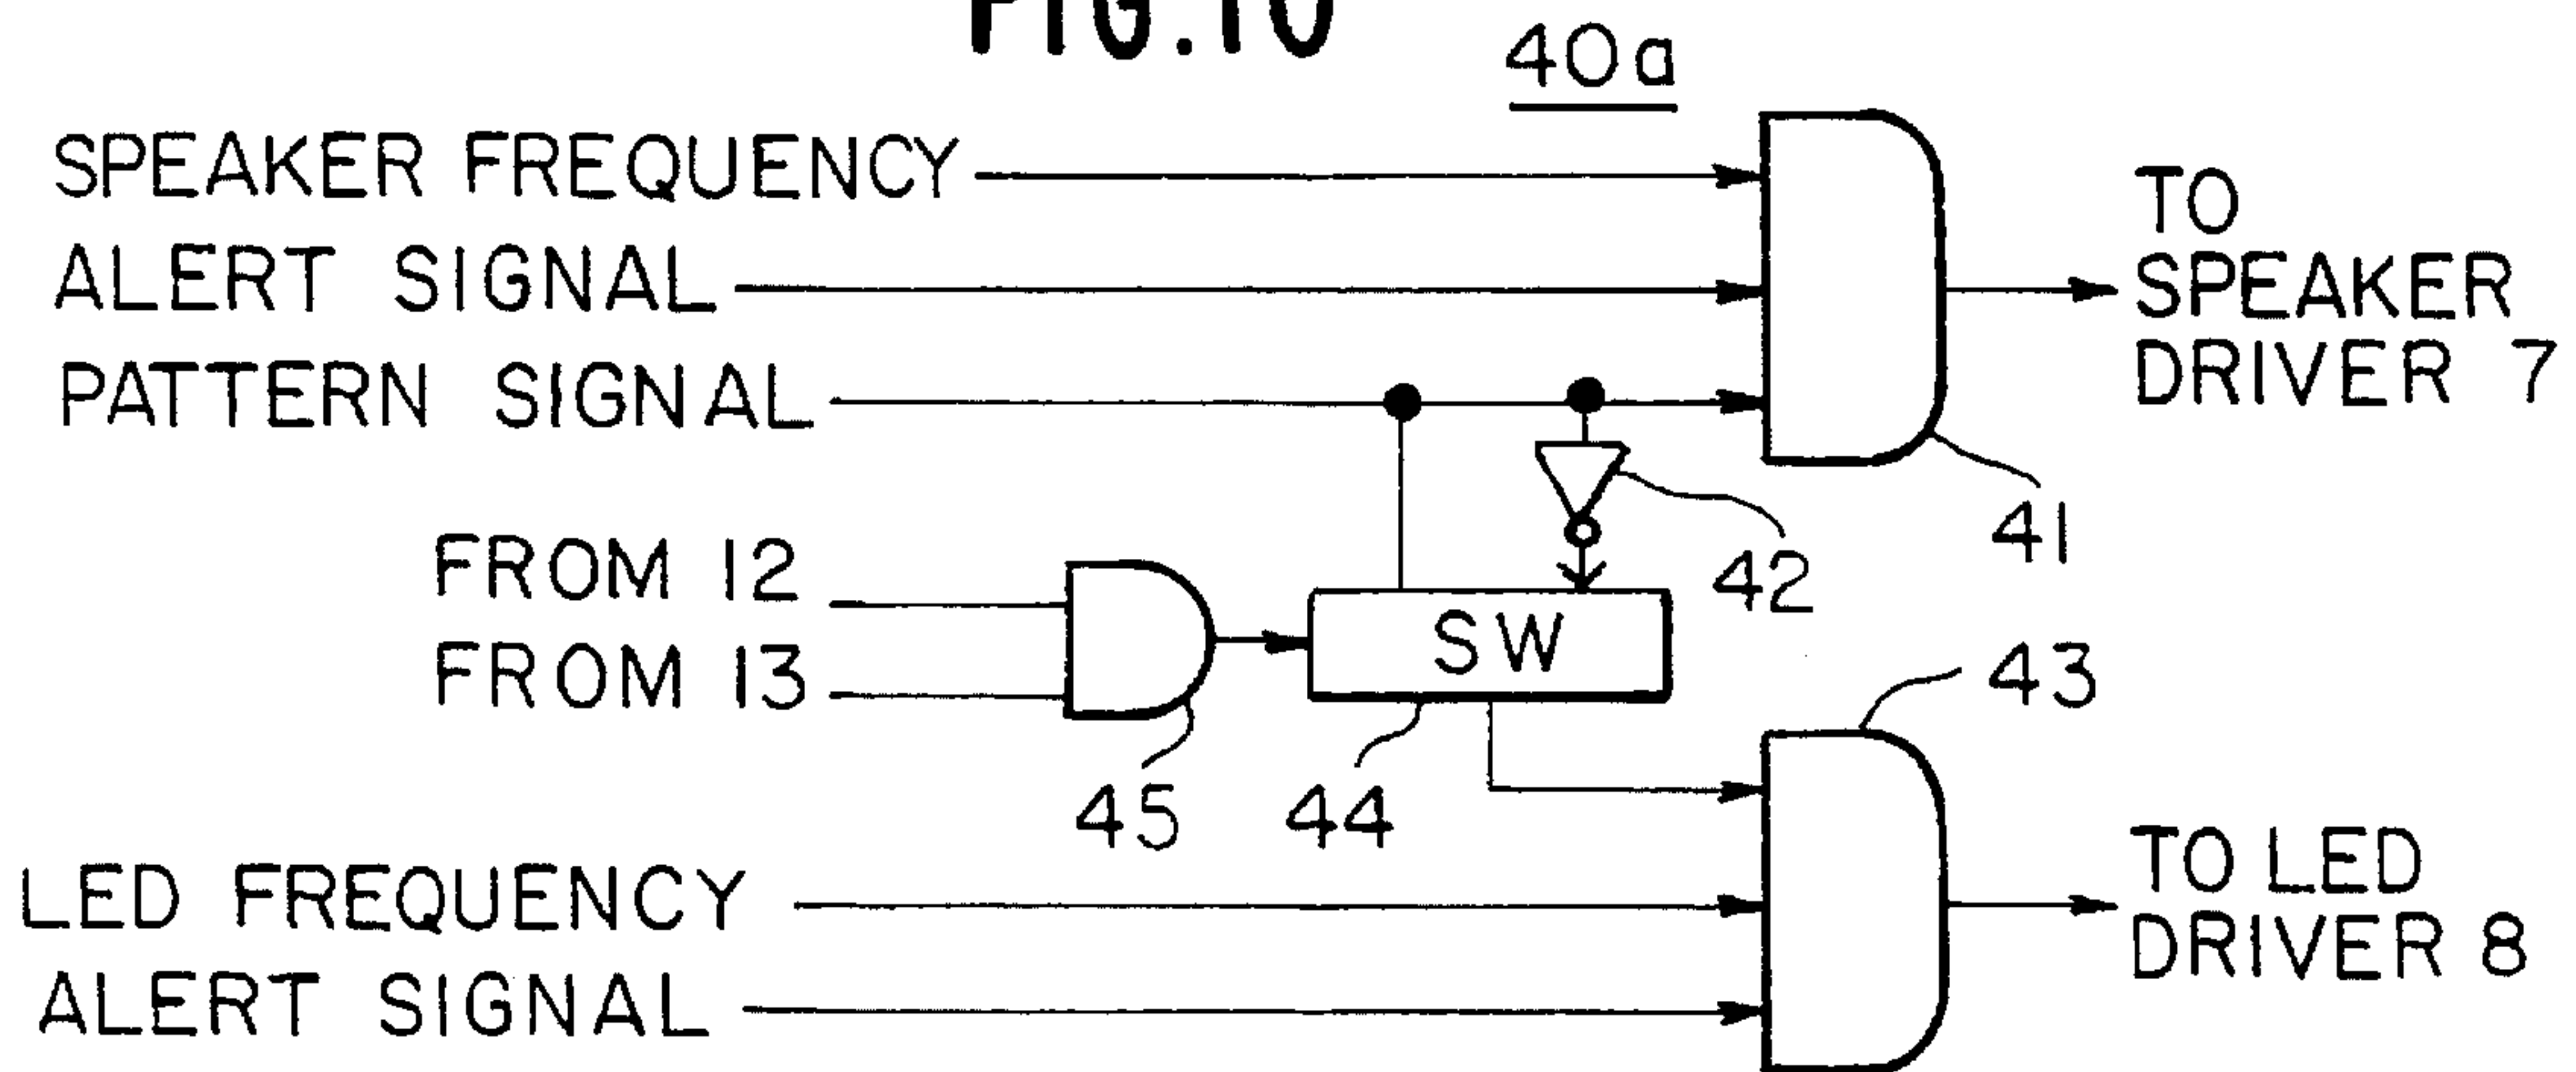 FIG.10
40a
SPEAKER FREQUENCY
ALERT SIGNAL
PATTERN SIGNAL
TO
SPEAKER
DRIVER 7
41
42
FROM 12
FROM 13
SW
43
45
44
LED FREQUENCY
ALERT SIGNAL
TO LED
DRIVER 8